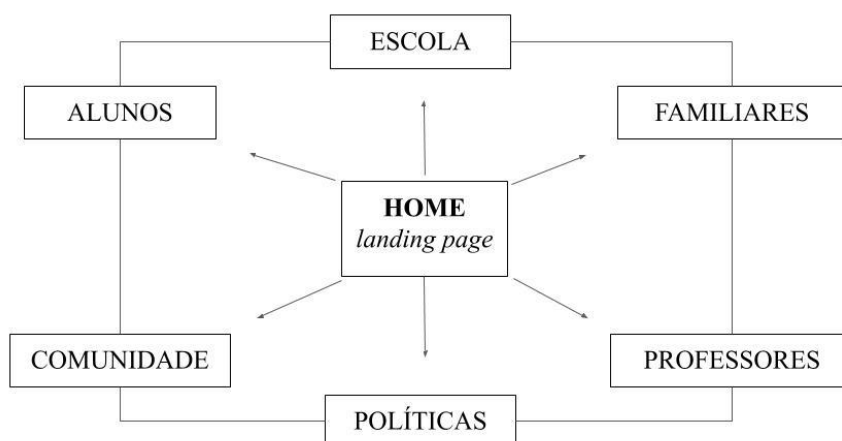 ESCOLA
ALUNOS
FAMILIARES
HOME
landing page
COMUNIDADE
PROFESSORES
POLÍTICAS